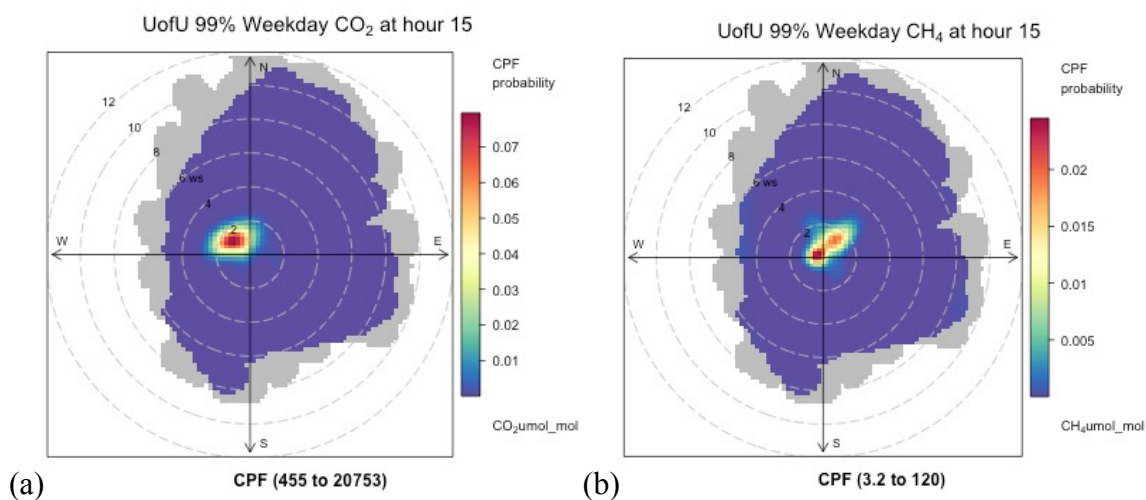 UofU 99% Weekday CO₂ at hour 15
CPF
probability
12
10
8
6 ws
4
2
N
W
E
S
0.07
0.06
0.05
0.04
0.03
0.02
0.01
CO₂umol_mol
CPF (455 to 20753)
(a)
UofU 99% Weekday CH₄ at hour 15
CPF
probability
12
10
8
6 ws
4
2
N
W
E
S
0.02
0.015
0.01
0.005
CH₄umol_mol
CPF (3.2 to 120)
(b)